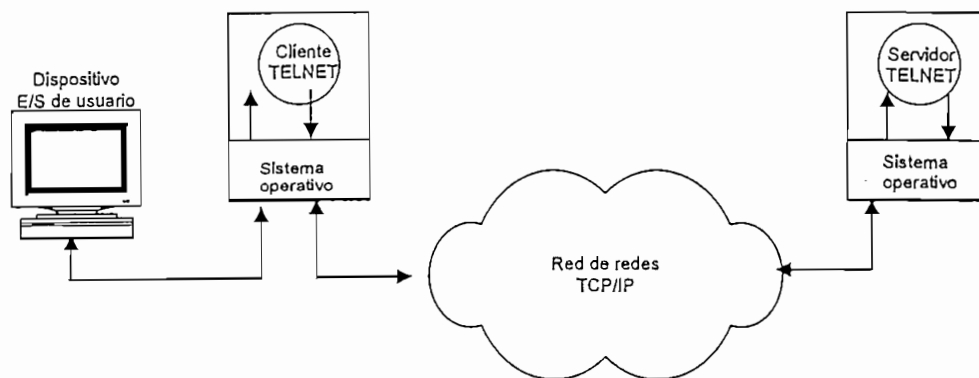 Dispositivo
E/S de usuario
Cliente
TELNET
Sistema
operativo
Red de redes
TCP/IP
Servidor
TELNET
Sistema
operativo